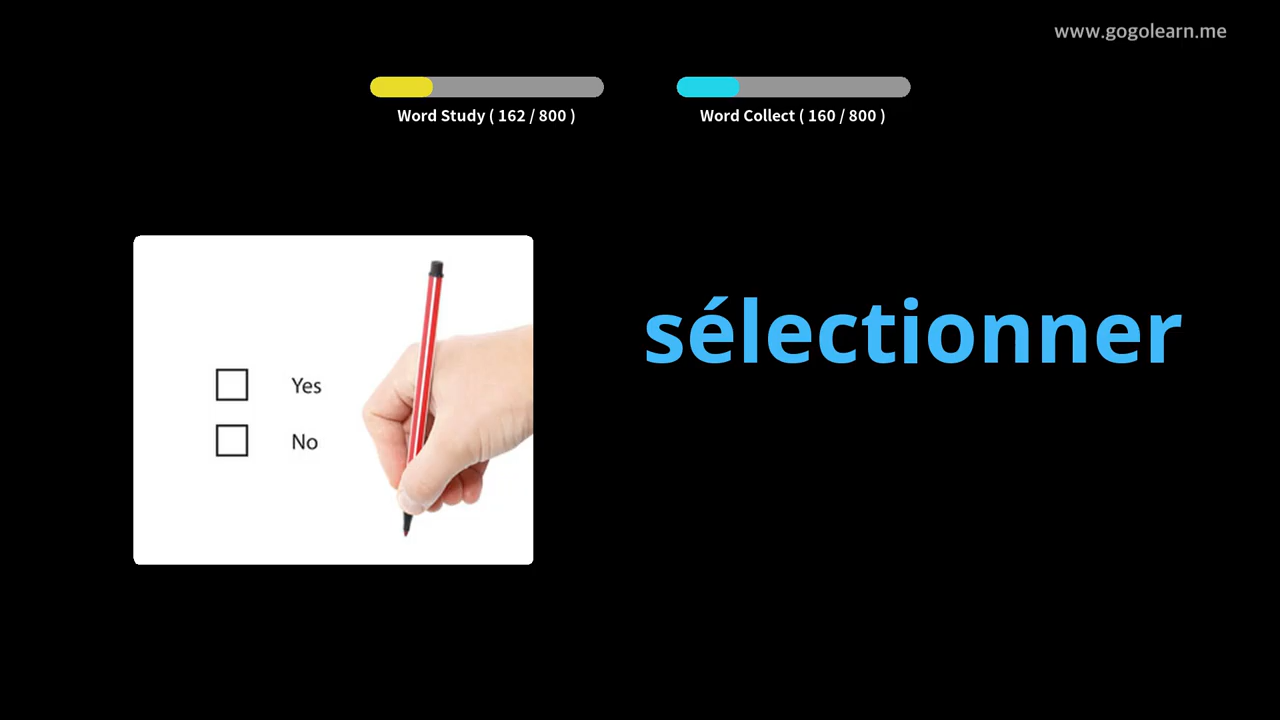 www.gogolearn.me
Word Study ( 162 / 800 )
Word Collect ( 160 / 800 )
sélectionner
Yes
No